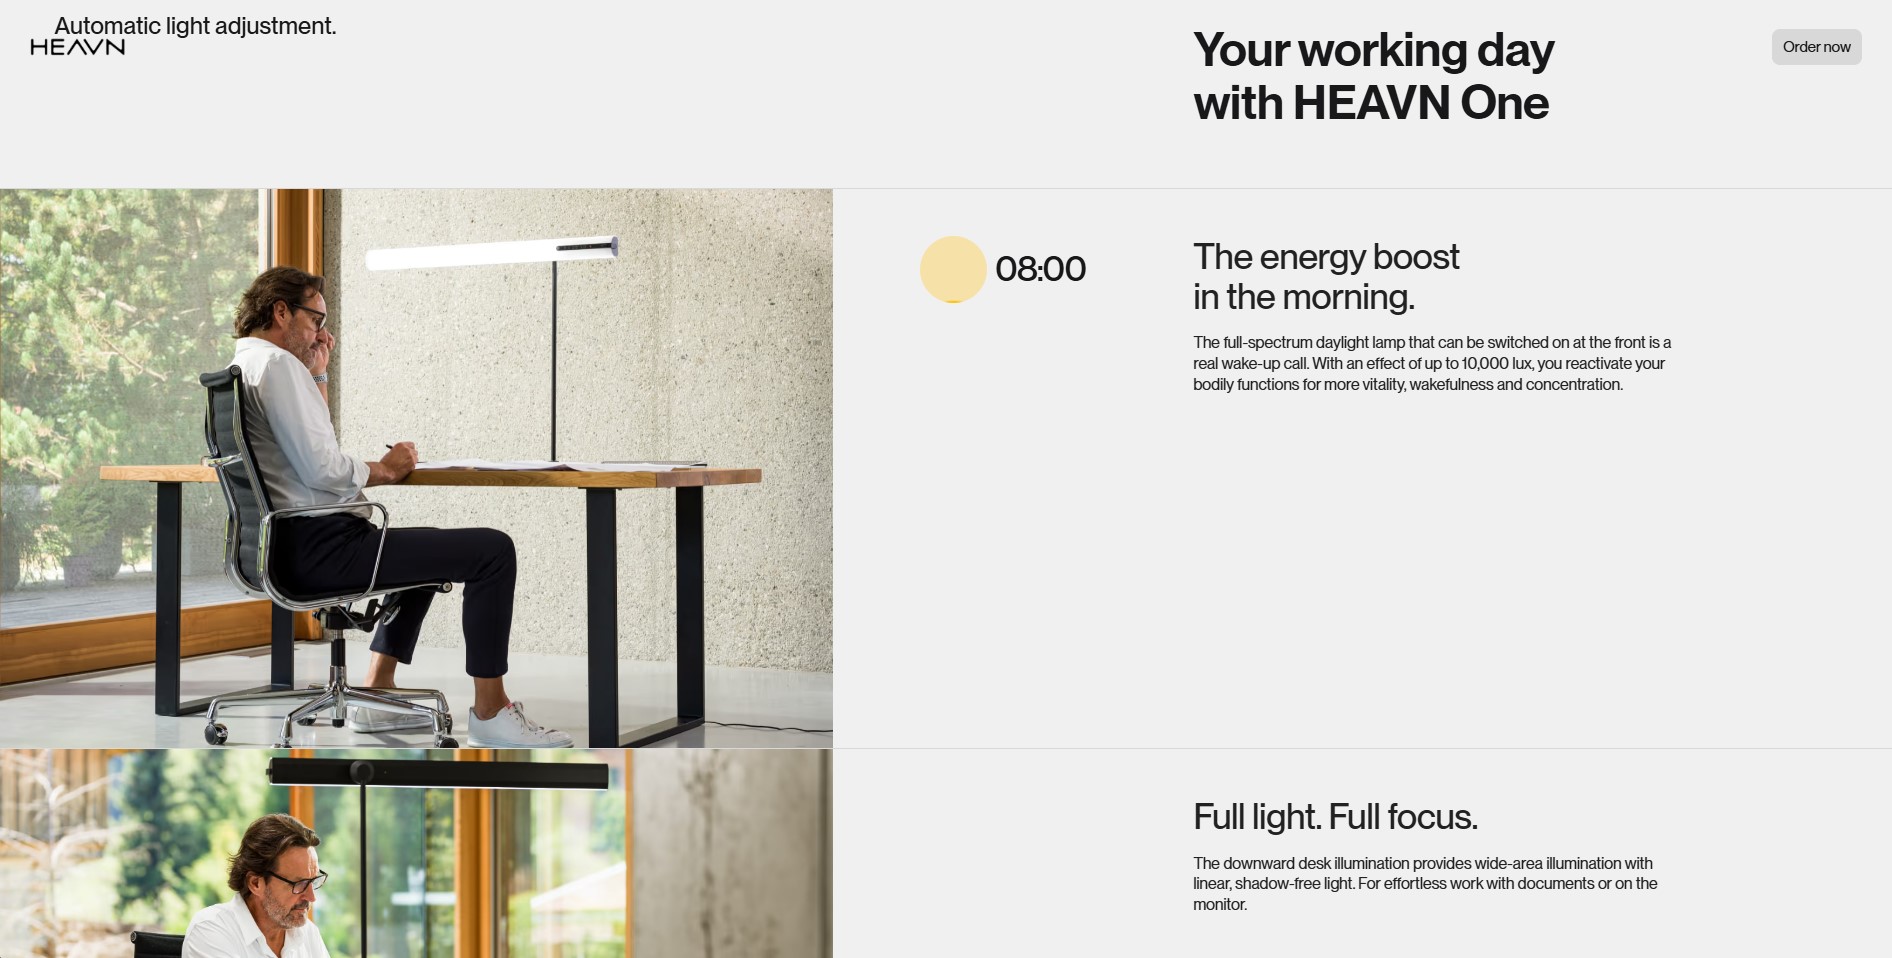 Automatic light adjustment.
HEAVN
Your working day
with HEAVN One
Order now
08:00
The energy boost
in the morning.
The full-spectrum daylight lamp that can be switched on at the front is a
real wake-up call. With an effect of up to 10,000 lux, you reactivate your
bodily functions for more vitality, wakefulness and concentration.
Full light. Full focus.
The downward desk illumination provides wide-area illumination with
linear, shadow-free light. For effortless work with documents or on the
monitor.